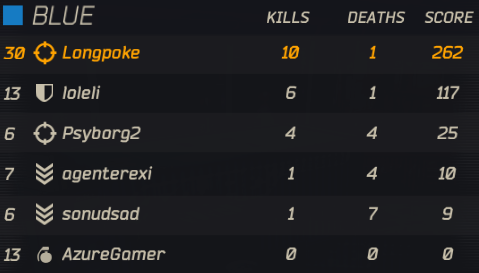 BLUE KILLS DEATHS SCORE
30 Longpoke 10 1 262
13 loleli 6 1 117
6 Psyborg2 4 4 25
7 agenterxi 1 4 10
6 sonudsad 1 7 9
13 AzureGamer 0 0 0